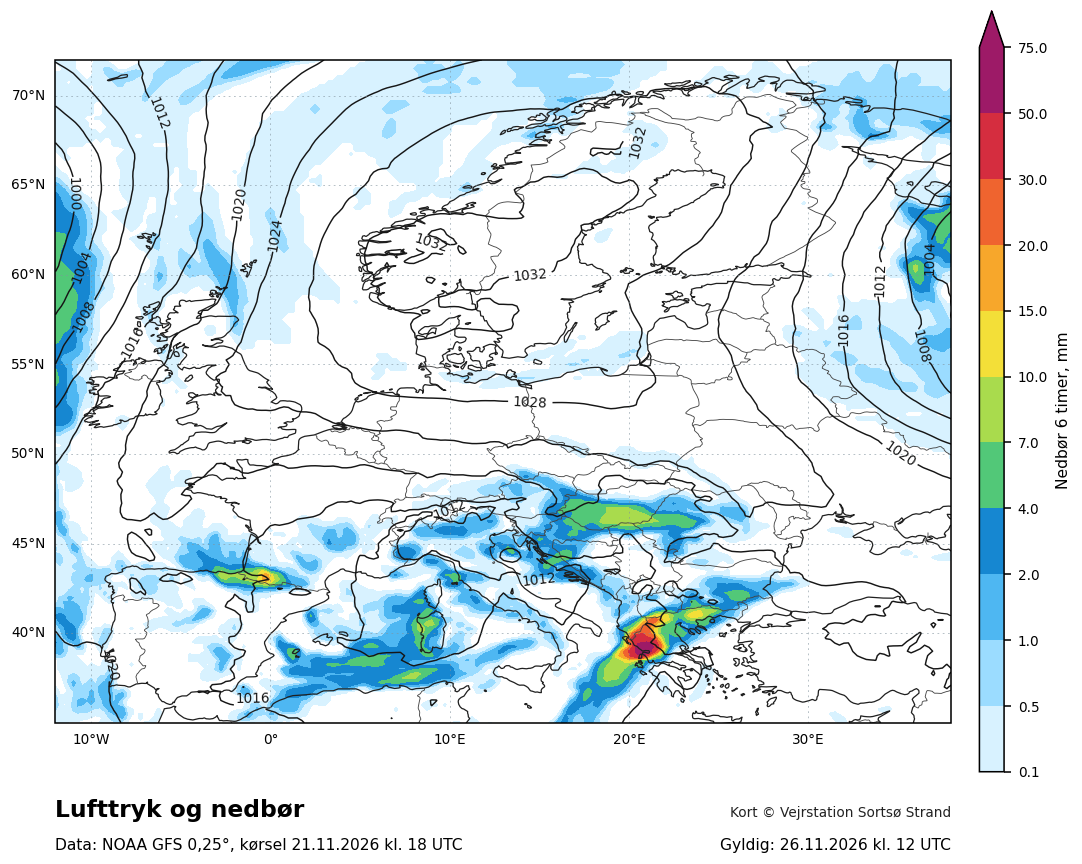 75.0
50.0
30.0
20.0
15.0
10.0
7.0
4.0
2.0
1.0
0.5
0.1
Nedbør 6 timer, mm
70°N
65°N
60°N
55°N
50°N
45°N
40°N
10°W
0°
10°E
20°E
30°E
1012
1000
1020
1024
1004
1008
1016
1032
1032
1032
1028
1012
1016
1004
1008
1020
1012
1012
1020
1016
Lufttryk og nedbør
Kort © Vejrstation Sortsø Strand
Data: NOAA GFS 0,25°, kørsel 21.11.2026 kl. 18 UTC
Gyldig: 26.11.2026 kl. 12 UTC